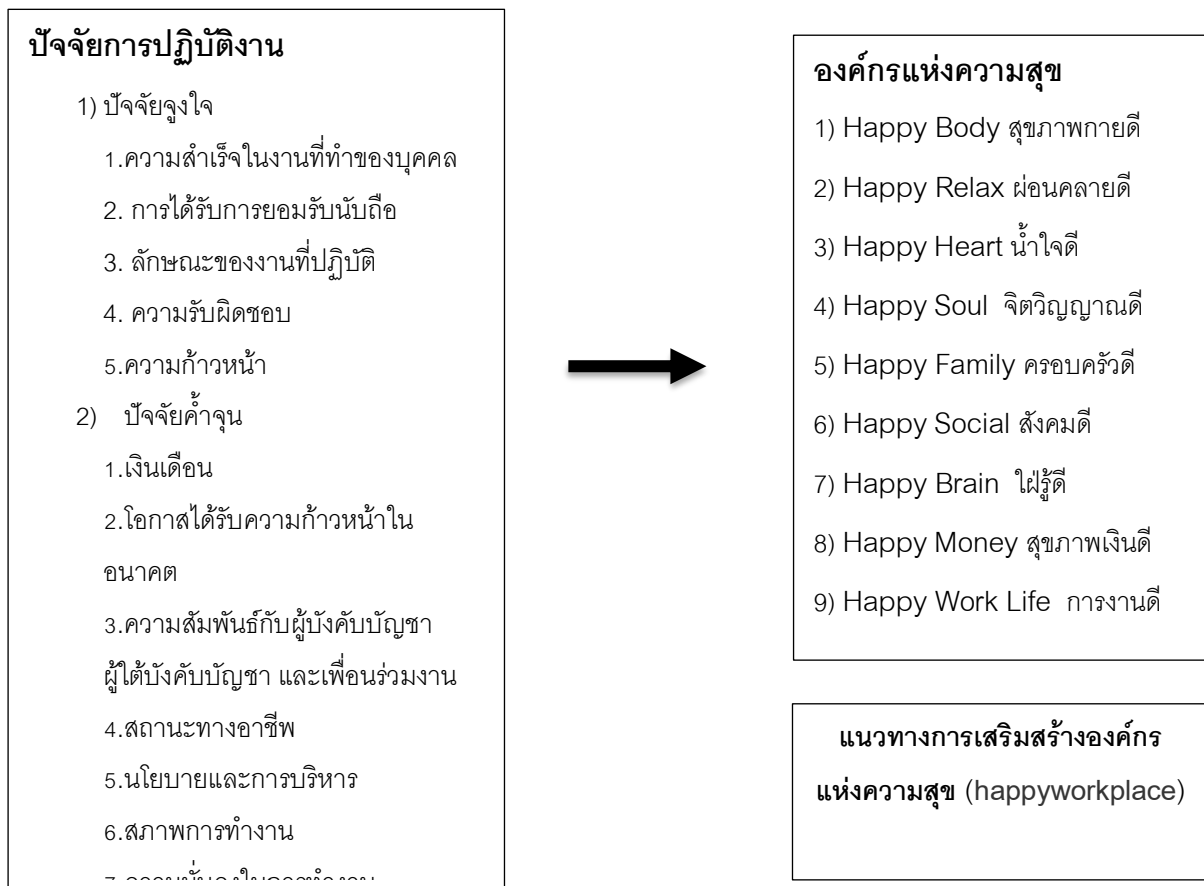 ปัจจัยการปฏิบัติงาน
1) ปัจจัยจูงใจ
1.ความสำเร็จในงานที่ทำของบุคคล
2. การได้รับการยอมรับนับถือ
3. ลักษณะของงานที่ปฏิบัติ
4. ความรับผิดชอบ
5.ความก้าวหน้า
2) ปัจจัยค้ำจุน
1.เงินเดือน
2.โอกาสได้รับความก้าวหน้าใน
อนาคต
3.ความสัมพันธ์กับผู้บังคับบัญชา
ผู้ใต้บังคับบัญชา และเพื่อนร่วมงาน
4.สถานะทางอาชีพ
5.นโยบายและการบริหาร
6.สภาพการทำงาน
องค์กรแห่งความสุข
1) Happy Body สุขภาพกายดี
2) Happy Relax ผ่อนคลายดี
3) Happy Heart น้ำใจดี
4) Happy Soul จิตวิญญาณดี
5) Happy Family ครอบครัวดี
6) Happy Social สังคมดี
7) Happy Brain ใฝ่รู้ดี
8) Happy Money สุขภาพเงินดี
9) Happy Work Life การงานดี
แนวทางการเสริมสร้างองค์กร
แห่งความสุข (happyworkplace)